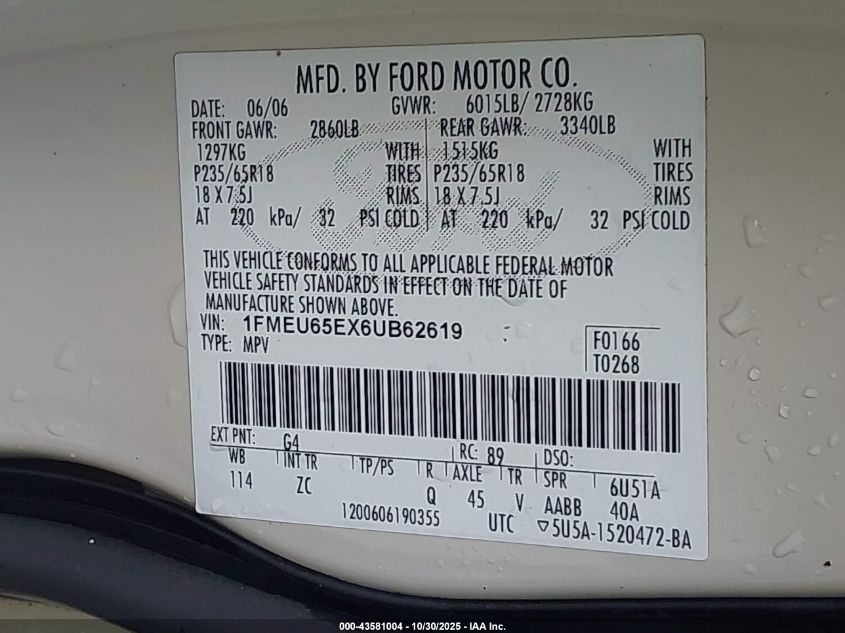 MFD. BY FORD MOTOR CO.
DATE: 06/06 GVWR: 6015LB/ 2728KG
FRONT GAWR: 2860LB REAR GAWR: 3340LB
1297KG WITH 1515KG WITH
P235/65R18 TIRES P235/65R18 TIRES
18 X 7.5J RIMS 18 X 7.5J RIMS
AT 220 kPa/ 32 PSI COLD AT 220 kPa/ 32 PSI COLD
THIS VEHICLE CONFORMS TO ALL APPLICABLE FEDERAL MOTOR
VEHICLE SAFETY STANDARDS IN EFFECT ON THE DATE OF
MANUFACTURE SHOWN ABOVE.
VIN: 1FMEU65EX6UB62619
TYPE: MPV
F0166
T0268
EXT PNT: G4 RC: 89 DSO:
WB INT TR TP/PS R AXLE TR SPR 6U51A
114 ZC Q 45 V AABB 40A
1200606190355 UTC ▽5U5A-1520472-BA
000-43581004 | 10/30/2025 - IAA Inc.